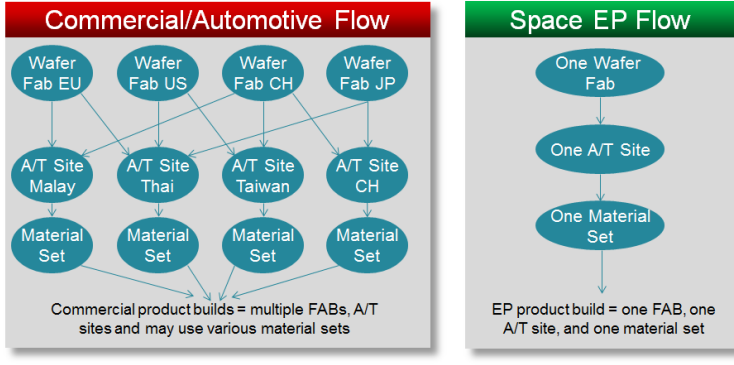 Commercial/Automotive Flow
Wafer
Fab EU
Wafer
Fab US
Wafer
Fab CH
Wafer
Fab JP
A/T Site
Malay
A/T Site
Thai
A/T Site
Taiwan
A/T Site
CH
Material
Set
Material
Set
Material
Set
Material
Set
Commercial product builds = multiple FABs, A/T
sites and may use various material sets
Space EP Flow
One Wafer
Fab
One A/T Site
One Material
Set
EP product build = one FAB, one
A/T site, and one material set